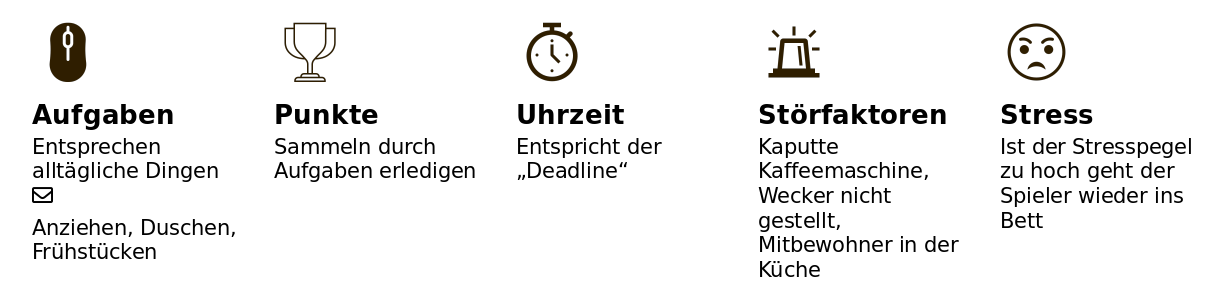 Aufgaben
Entsprechen
alltägliche Dingen
Anziehen, Duschen,
Frühstücken
Punkte
Sammeln durch
Aufgaben erledigen
Uhrzeit
Entspricht der
„Deadline“
Störfaktoren
Kaputte
Kaffeemaschine,
Wecker nicht
gestellt,
Mitbewohner in der
Küche
Stress
Ist der Stresspegel
zu hoch geht der
Spieler wieder ins
Bett